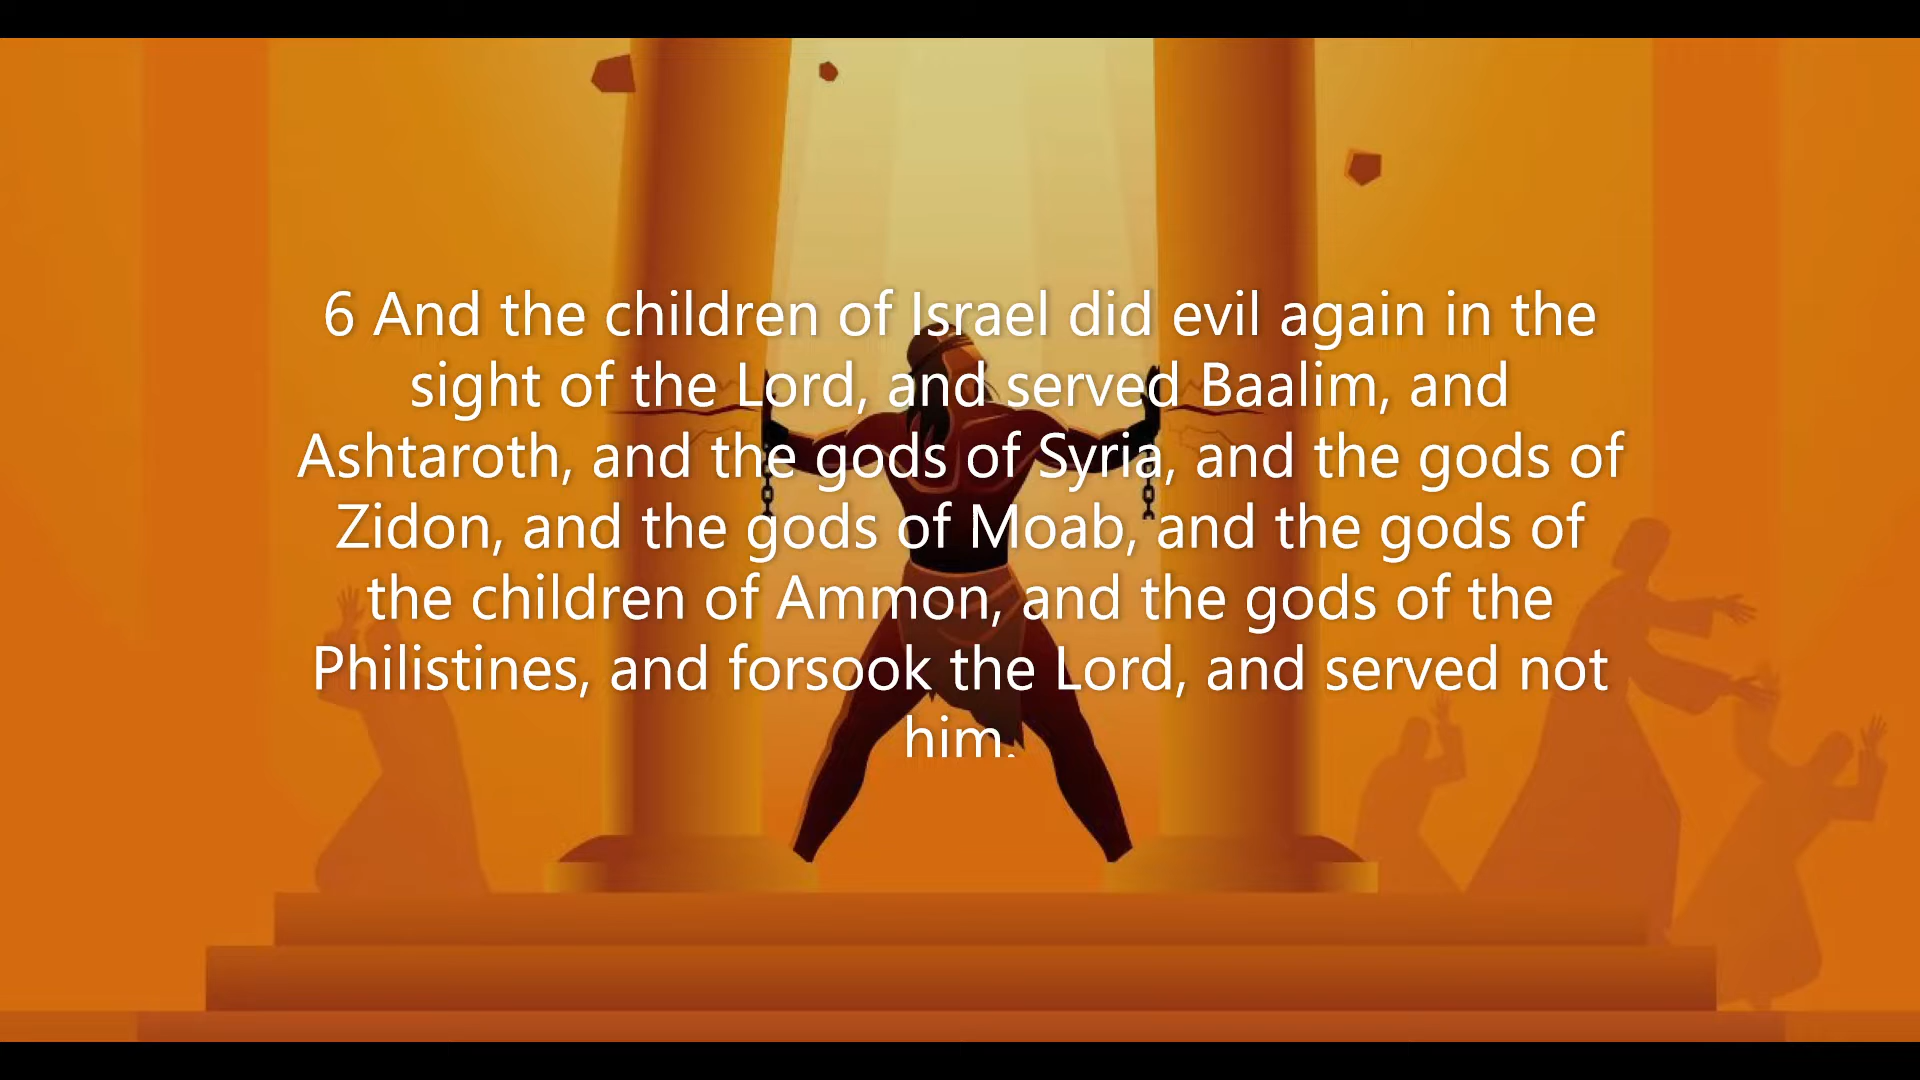 6 And the children of Israel did evil again in the
sight of the Lord, and served Baalim, and
Ashtaroth, and the gods of Syria, and the gods of
Zidon, and the gods of Moab, and the gods of
the children of Ammon, and the gods of the
Philistines, and forsook the Lord, and served not
him.